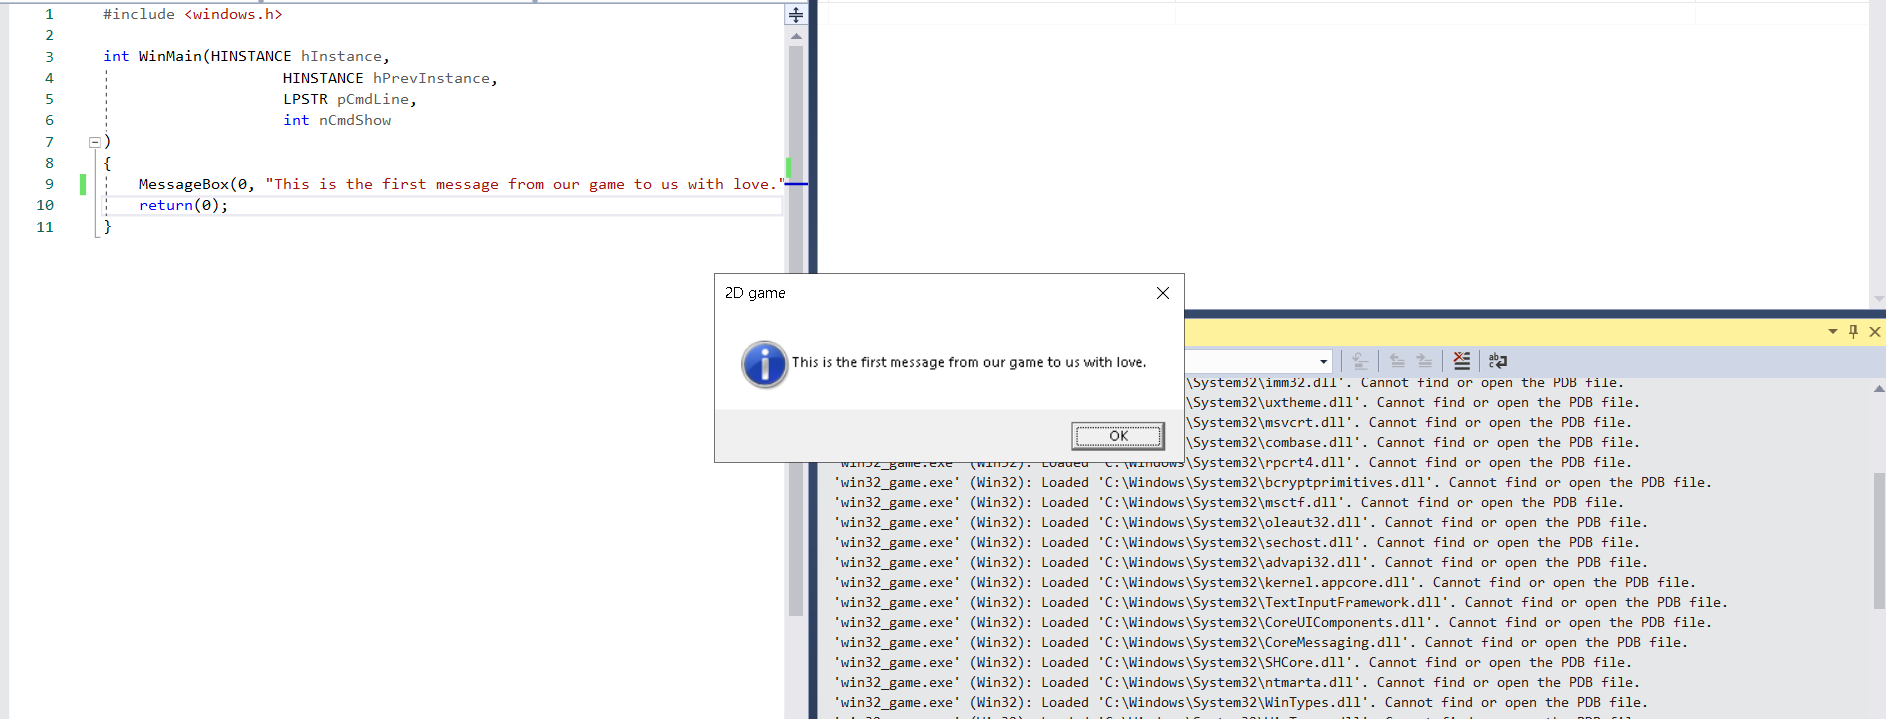 1 #include <windows.h>
2
3 int WinMain(HINSTANCE hInstance,
4 HINSTANCE hPrevInstance,
5 LPSTR pCmdLine,
6 int nCmdShow
7 )
8 {
9 MessageBox(0, "This is the first message from our game to us with love."
10 return(0);
11 }
2D game
This is the first message from our game to us with love.
OK
\System32\imm32.dll'. Cannot find or open the PDB file.
\System32\uxtheme.dll'. Cannot find or open the PDB file.
\System32\msvcrt.dll'. Cannot find or open the PDB file.
\System32\combase.dll'. Cannot find or open the PDB file.
'win32_game.exe' (Win32): Loaded 'C:\Windows\System32\rpcrt4.dll'. Cannot find or open the PDB file.
'win32_game.exe' (Win32): Loaded 'C:\Windows\System32\bcryptprimitives.dll'. Cannot find or open the PDB file.
'win32_game.exe' (Win32): Loaded 'C:\Windows\System32\msctf.dll'. Cannot find or open the PDB file.
'win32_game.exe' (Win32): Loaded 'C:\Windows\System32\oleaut32.dll'. Cannot find or open the PDB file.
'win32_game.exe' (Win32): Loaded 'C:\Windows\System32\sechost.dll'. Cannot find or open the PDB file.
'win32_game.exe' (Win32): Loaded 'C:\Windows\System32\advapi32.dll'. Cannot find or open the PDB file.
'win32_game.exe' (Win32): Loaded 'C:\Windows\System32\kernel.appcore.dll'. Cannot find or open the PDB file.
'win32_game.exe' (Win32): Loaded 'C:\Windows\System32\TextInputFramework.dll'. Cannot find or open the PDB file.
'win32_game.exe' (Win32): Loaded 'C:\Windows\System32\CoreUIComponents.dll'. Cannot find or open the PDB file.
'win32_game.exe' (Win32): Loaded 'C:\Windows\System32\CoreMessaging.dll'. Cannot find or open the PDB file.
'win32_game.exe' (Win32): Loaded 'C:\Windows\System32\SHCore.dll'. Cannot find or open the PDB file.
'win32_game.exe' (Win32): Loaded 'C:\Windows\System32\ntmarta.dll'. Cannot find or open the PDB file.
'win32_game.exe' (Win32): Loaded 'C:\Windows\System32\WinTypes.dll'. Cannot find or open the PDB file.